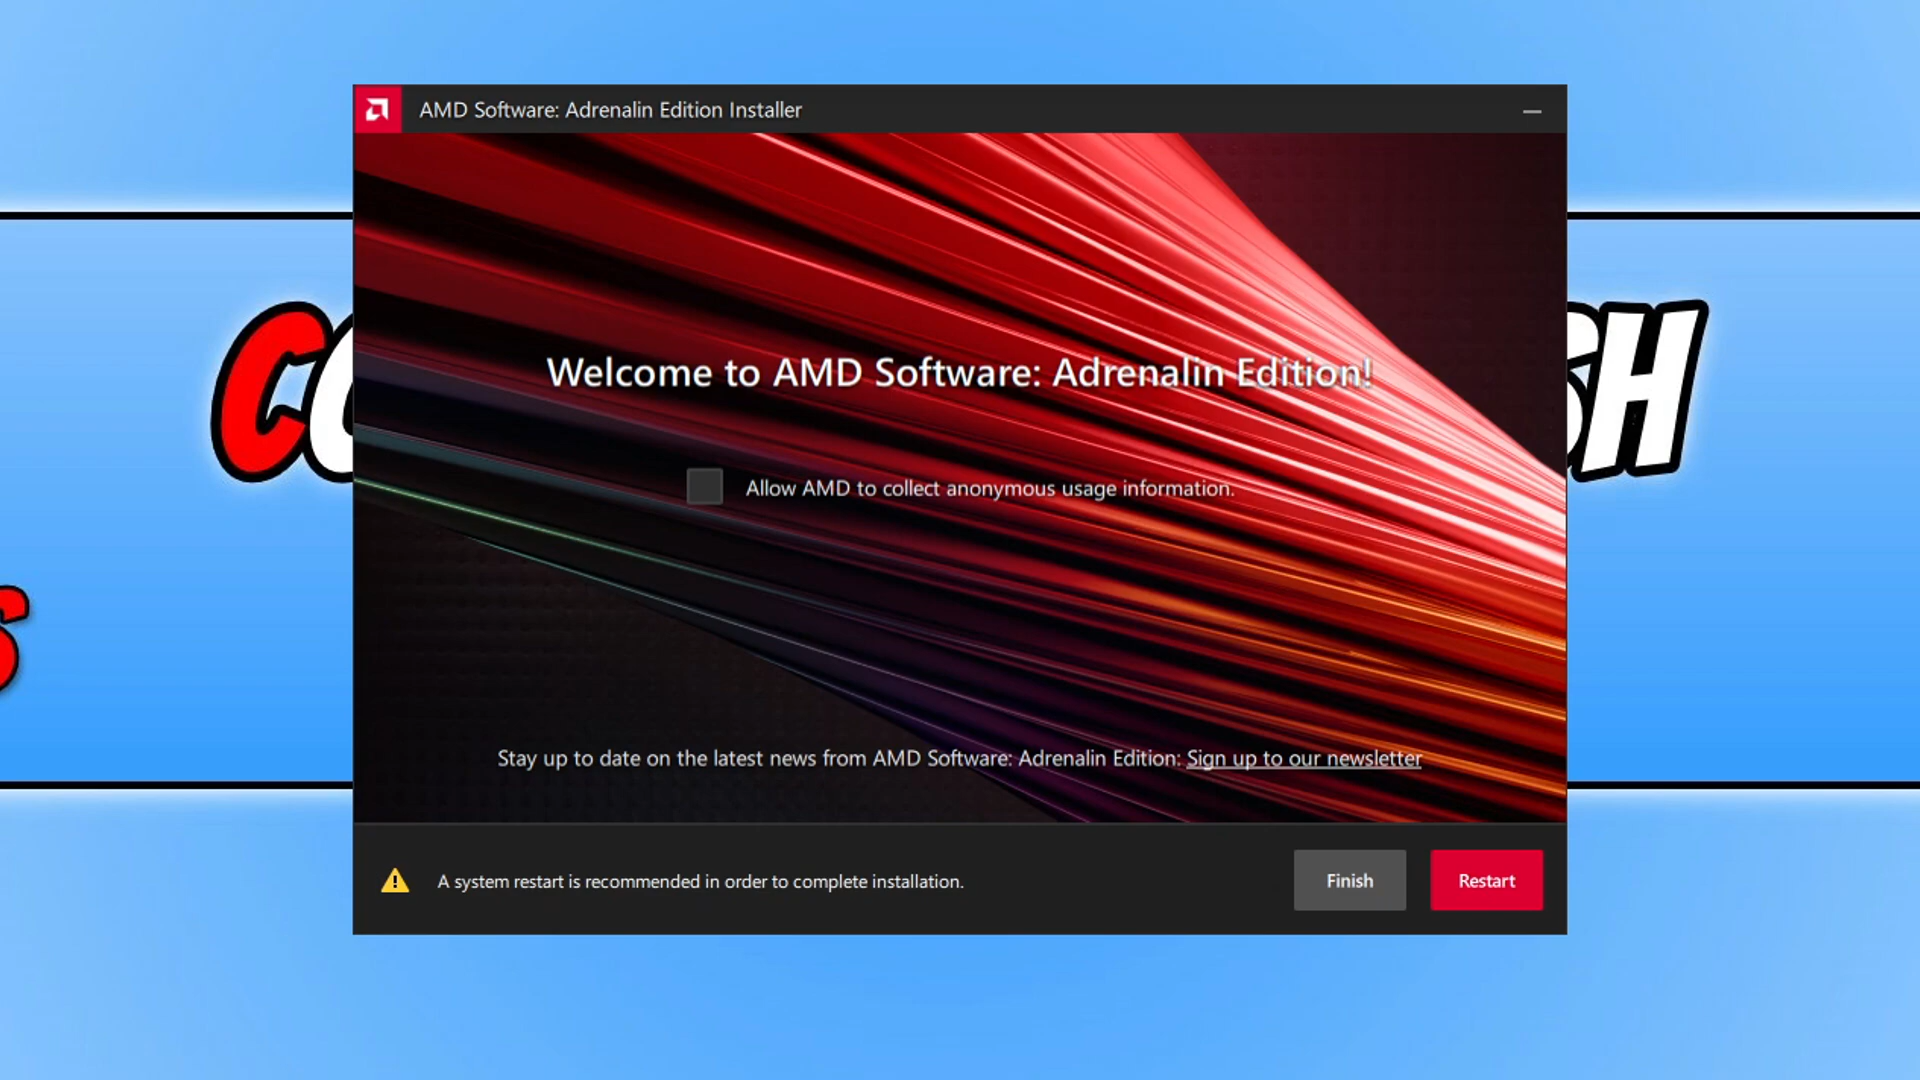 AMD Software: Adrenalin Edition Installer
Welcome to AMD Software: Adrenalin Edition!
Allow AMD to collect anonymous usage information.
Stay up to date on the latest news from AMD Software: Adrenalin Edition: Sign up to our newsletter
A system restart is recommended in order to complete installation.
Finish
Restart